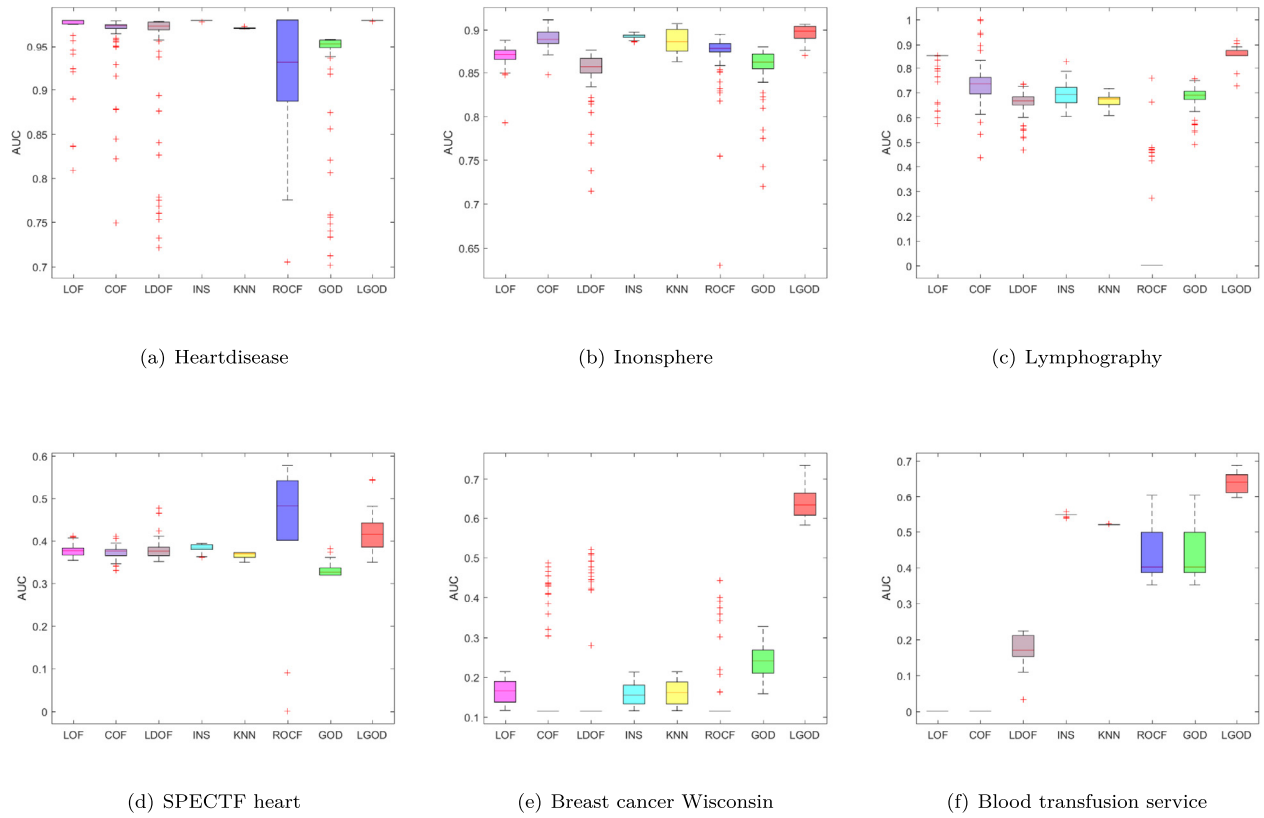 0.95
0.9
0.85
0.8
0.75
0.7
AUC
LOF COF LDOF INS KNN ROCF GOD LGOD
(a) Heartdisease
0.9
0.85
0.8
0.75
0.7
0.65
AUC
LOF COF LDOF INS KNN ROCF GOD LGOD
(b) Inonsphere
1
0.9
0.8
0.7
0.6
0.5
0.4
0.3
0.2
0.1
0
AUC
LOF COF LDOF INS KNN ROCF GOD LGOD
(c) Lymphography
0.6
0.5
0.4
0.3
0.2
0.1
0
AUC
LOF COF LDOF INS KNN ROCF GOD LGOD
(d) SPECTF heart
0.7
0.6
0.5
0.4
0.3
0.2
0.1
AUC
LOF COF LDOF INS KNN ROCF GOD LGOD
(e) Breast cancer Wisconsin
0.7
0.6
0.5
0.4
0.3
0.2
0.1
0
AUC
LOF COF LDOF INS KNN ROCF GOD LGOD
(f) Blood transfusion service